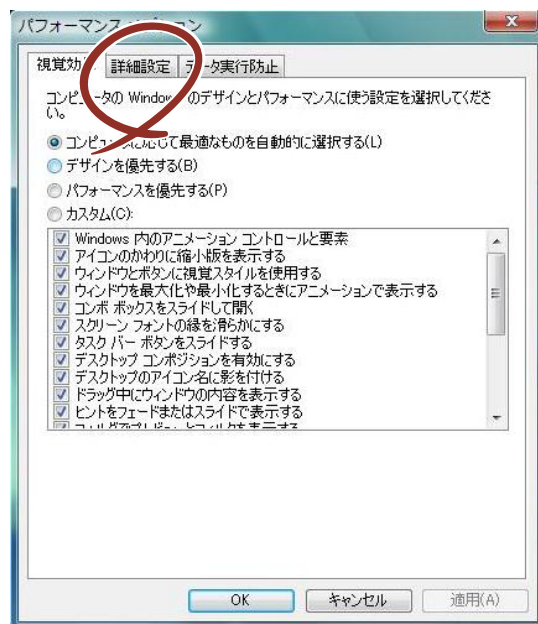 視覚効
詳細設定
データ実行防止
コンピュータの Windows のデザインとパフォーマンスに使う設定を選択してくださ
い。
て最適なものを自動的に選択する(L)
デザインを優先する(B)
パフォーマンスを優先する(P)
カスタム(C):
Windows 内のアニメーション コントロールと要素
アイコンのかわりに縮小版を表示する
ウィンドウとボタンに視覚スタイルを使用する
ウィンドウを最大化や最小化するときにアニメーションで表示する
コンボ ボックスをスライドして開く
スクリーン フォントの縁を滑らかにする
タスク バー ボタンをスライドする
デスクトップ コンポジションを有効にする
デスクトップのアイコン名に影を付ける
ドラッグ中にウィンドウの内容を表示する
ヒントをフェードまたはスライドで表示する
OK
キャンセル
適用(A)